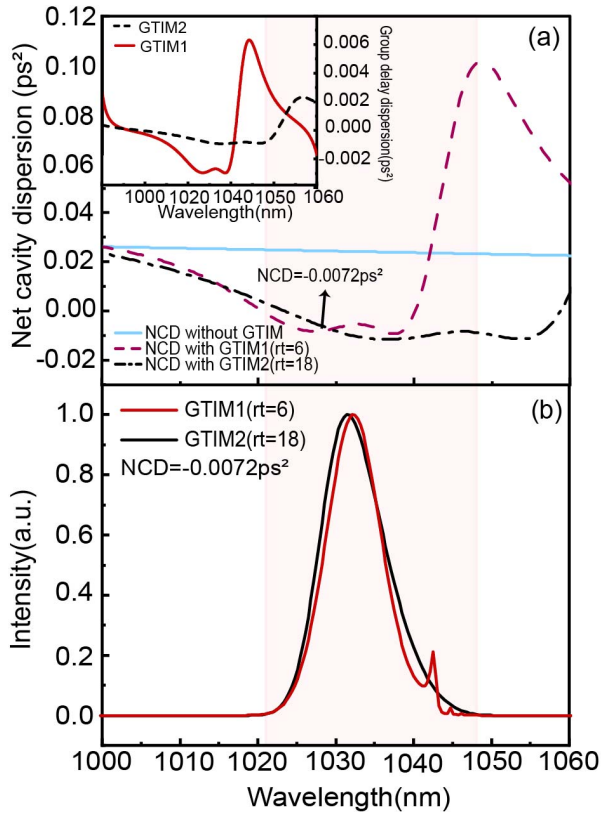 0.12
0.10
0.08
0.06
0.04
0.02
0.00
-0.02
Net cavity dispersion (ps²)
GTIM2
GTIM1
0.006
0.004
0.002
0.000
-0.002
Group delay
dispersion(ps²)
1000
1020
1040
1060
Wavelength(nm)
(a)
NCD=-0.0072ps²
NCD without GTIM
NCD with GTIM1(rt=6)
NCD with GTIM2(rt=18)
(b)
GTIM1(rt=6)
GTIM2(rt=18)
NCD=-0.0072ps²
1.0
0.8
0.6
0.4
0.2
0.0
Intensity(a.u.)
1000
1010
1020
1030
1040
1050
1060
Wavelength(nm)